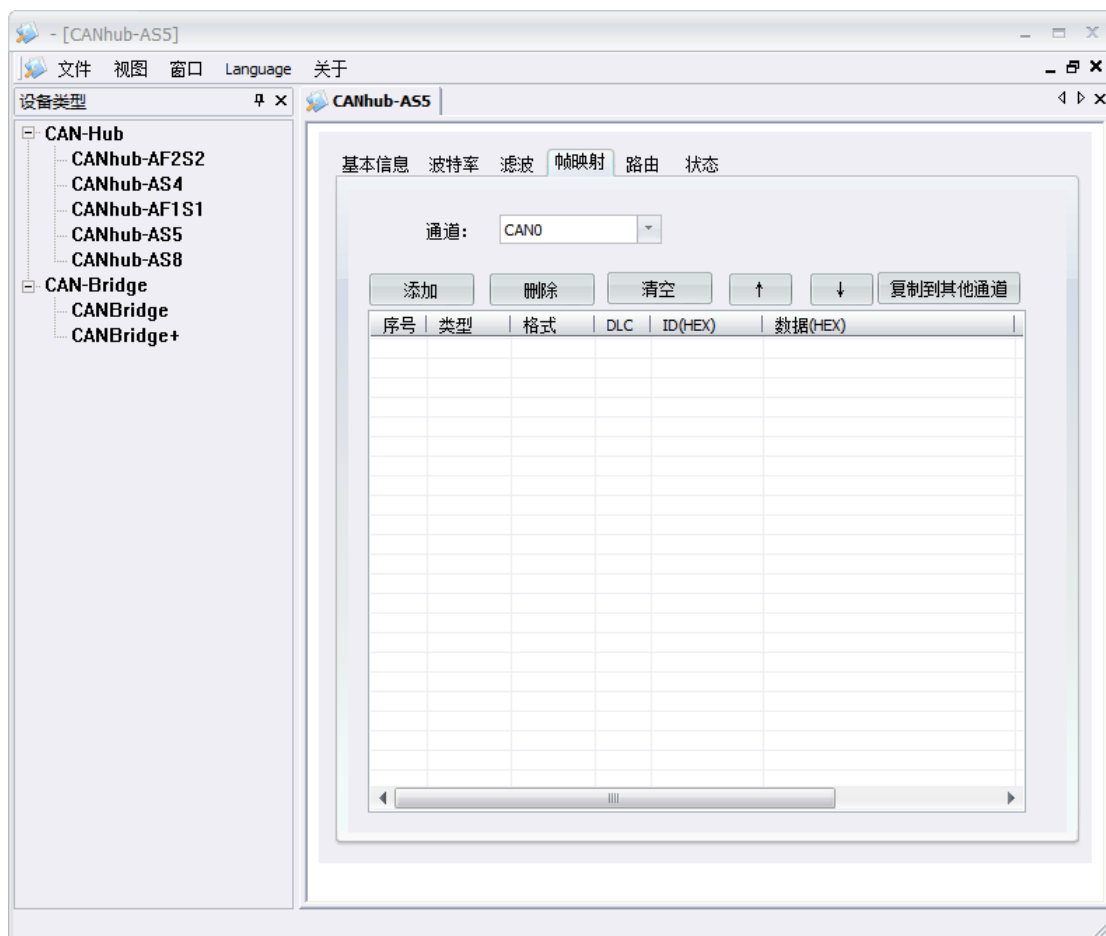 - [CANhub-AS5]
文件 视图 窗口 Language 关于
设备类型
CAN-Hub
CANhub-AF2S2
CANhub-AS4
CANhub-AF1S1
CANhub-AS5
CANhub-AS8
CAN-Bridge
CANBridge
CANBridge+
CANhub-AS5
基本信息 波特率 滤波 帧映射 路由 状态
通道: CAN0
添加 删除 清空 ↑ ↓ 复制到其他通道
序号 类型 格式 DLC ID(HEX) 数据(HEX)